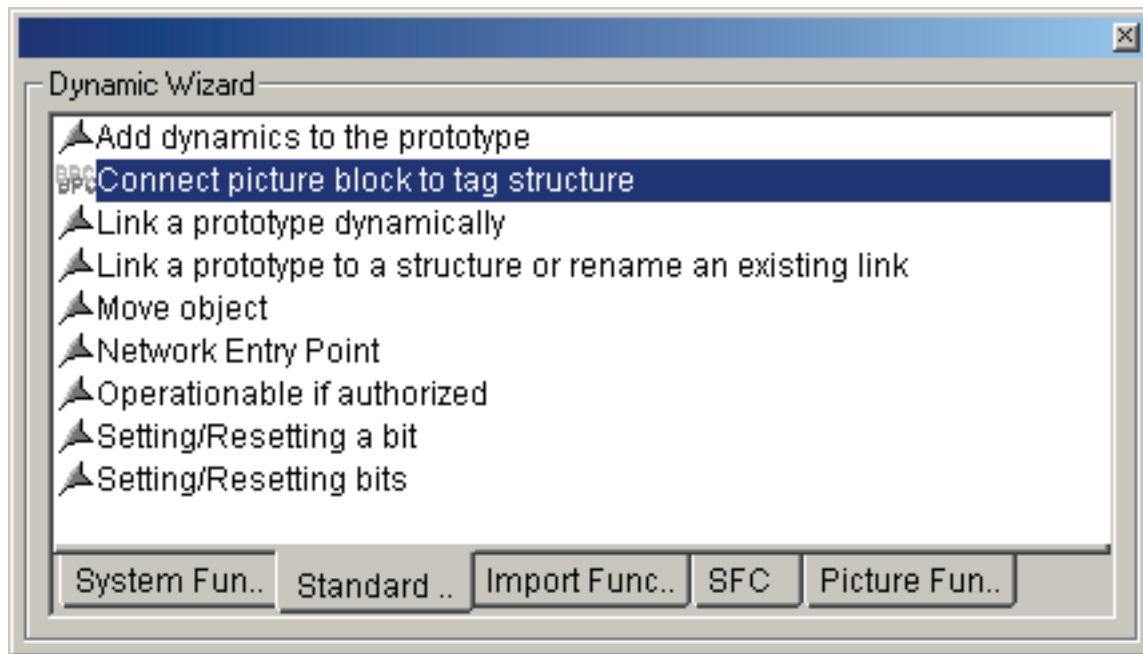 Dynamic Wizard
Add dynamics to the prototype
Connect picture block to tag structure
Link a prototype dynamically
Link a prototype to a structure or rename an existing link
Move object
Network Entry Point
Operationable if authorized
Setting/Resetting a bit
Setting/Resetting bits
System Fun.. Standard .. Import Func.. SFC Picture Fun..